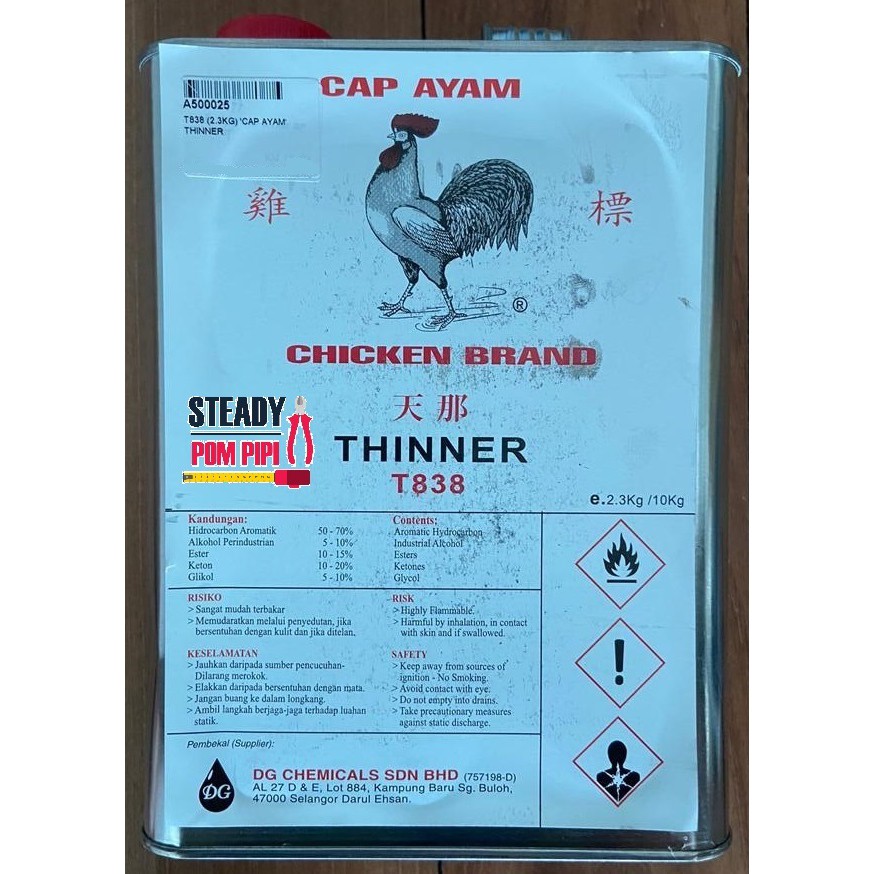 CAP AYAM
A500025
T838 (2.3KG) 'CAP AYAM'
THINNER
雞 標
®
CHICKEN BRAND
天那
STEADY
POM PIPI
THINNER
T838
e.2.3Kg /10Kg
Kandungan:
Hidrocarbon Aromatik 50 - 70%
Alkohol Perindustrian 5 - 10%
Ester 10 - 15%
Keton 10 - 20%
Glikol 5 - 10%
Contents:
Aromatic Hydrocarbon
Industrial Alcohol
Esters
Ketones
Glycol
RISIKO
> Sangat mudah terbakar
> Memudaratkan melalui penyedutan, jika
bersentuhan dengan kulit dan jika ditelan.
RISK
> Highly Flammable.
> Harmful by inhalation, in contact
with skin and if swallowed.
KESELAMATAN
> Jauhkan daripada sumber pencucuhan-
Dilarang merokok.
> Elakkan daripada bersentuhan dengan mata.
> Jangan buang ke dalam longkang.
> Ambil langkah berjaga-jaga terhadap luahan
statik.
SAFETY
> Keep away from sources of
ignition - No Smoking.
> Avoid contact with eye.
> Do not empty into drains.
> Take precautionary measures
against static discharge.
Pembekal (Supplier):
DG
DG CHEMICALS SDN BHD (757198-D)
AL 27 D & E, Lot 884, Kampung Baru Sg. Buloh,
47000 Selangor Darul Ehsan.